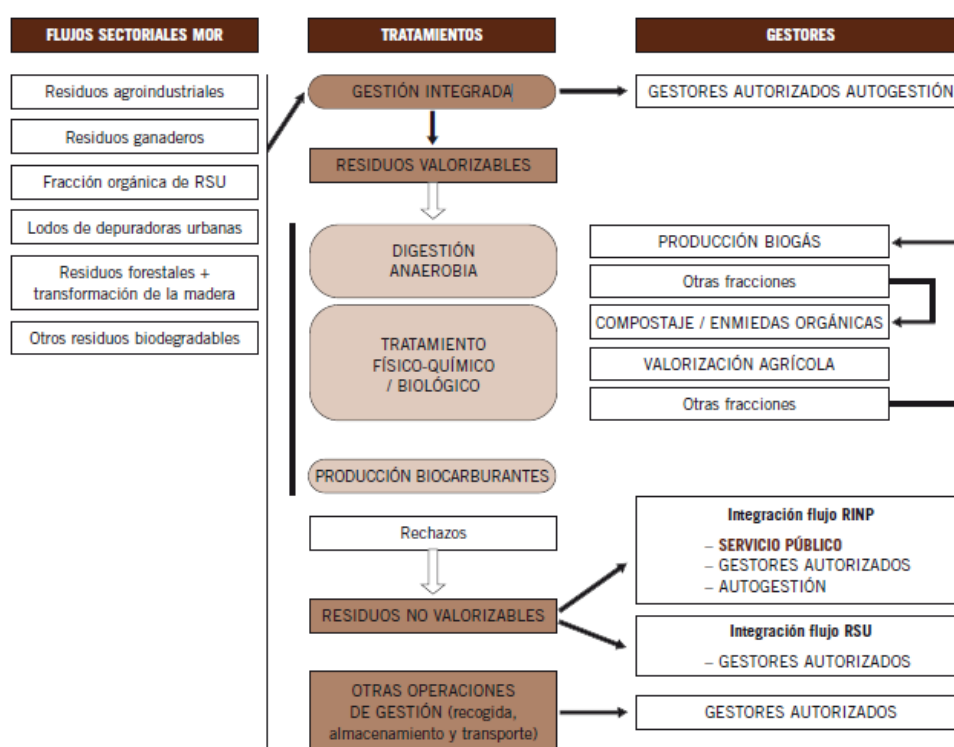 FLUJOS SECTORIALES MOR
Residuos agroindustriales
Residuos ganaderos
Fracción orgánica de RSU
Lodos de depuradoras urbanas
Residuos forestales +
transformación de la madera
Otros residuos biodegradables
TRATAMIENTOS
GESTIÓN INTEGRADA
RESIDUOS VALORIZABLES
DIGESTIÓN
ANAEROBIA
TRATAMIENTO
FÍSICO-QUÍMICO
/ BIOLÓGICO
PRODUCCIÓN BIOCARBURANTES
Rechazos
RESIDUOS NO VALORIZABLES
OTRAS OPERACIONES
DE GESTIÓN (recogida,
almacenamiento y transporte)
GESTORES
GESTORES AUTORIZADOS AUTOGESTIÓN
PRODUCCIÓN BIOGÁS
Otras fracciones
COMPOSTAJE / ENMIEDAS ORGÁNICAS
VALORIZACIÓN AGRÍCOLA
Otras fracciones
Integración flujo RINP
– SERVICIO PÚBLICO
– GESTORES AUTORIZADOS
– AUTOGESTIÓN
Integración flujo RSU
– GESTORES AUTORIZADOS
GESTORES AUTORIZADOS